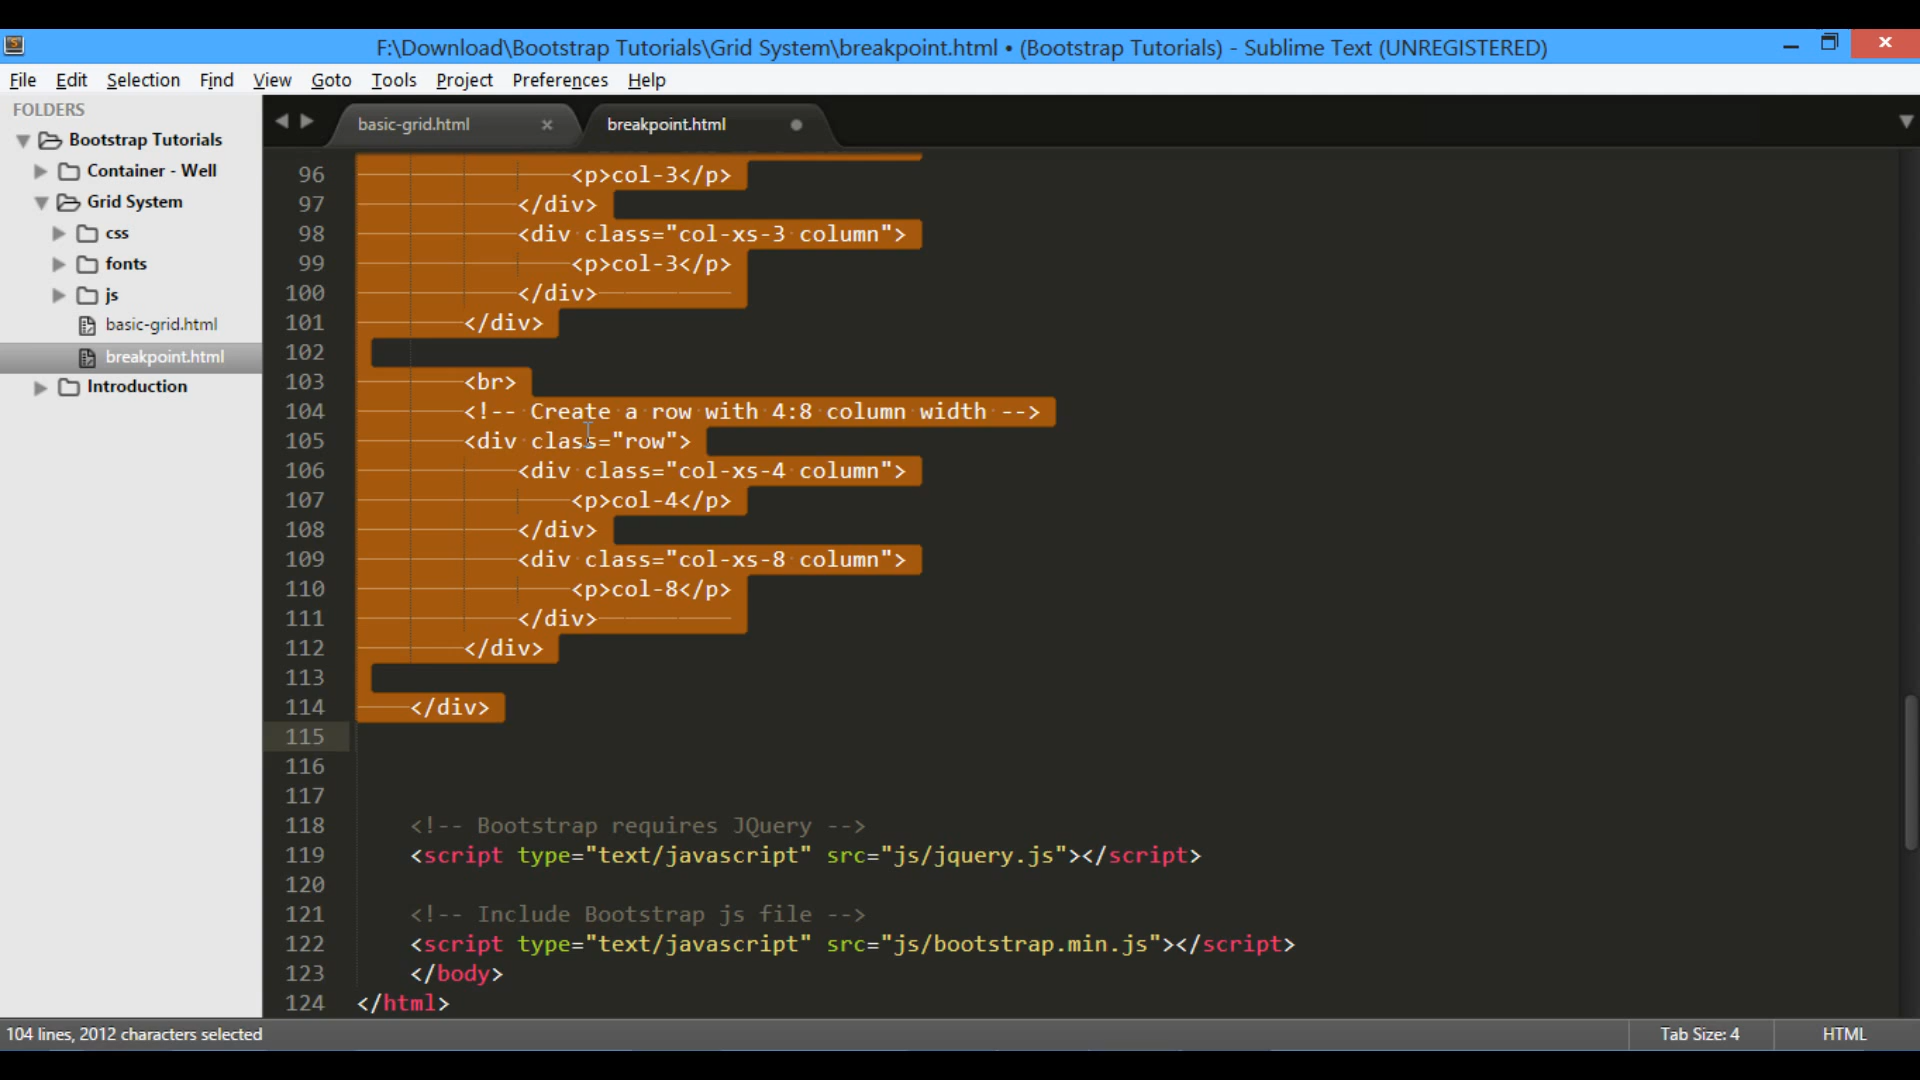 F:\Download\Bootstrap Tutorials\Grid System\breakpoint.html • (Bootstrap Tutorials) - Sublime Text (UNREGISTERED)
File Edit Selection Find View Goto Tools Project Preferences Help
FOLDERS
Bootstrap Tutorials
Container - Well
Grid System
css
fonts
js
basic-grid.html
breakpoint.html
Introduction
basic-grid.html × breakpoint.html
96 <p>col-3</p>
97 </div>
98 <div class="col-xs-3 column">
99 <p>col-3</p>
100 </div>
101 </div>
102
103 <br>
104 <!-- Create a row with 4:8 column width -->
105 <div class="row">
106 <div class="col-xs-4 column">
107 <p>col-4</p>
108 </div>
109 <div class="col-xs-8 column">
110 <p>col-8</p>
111 </div>
112 </div>
113
114 </div>
115
116
117
118 <!-- Bootstrap requires JQuery -->
119 <script type="text/javascript" src="js/jquery.js"></script>
120
121 <!-- Include Bootstrap js file -->
122 <script type="text/javascript" src="js/bootstrap.min.js"></script>
123 </body>
124 </html>
104 lines, 2012 characters selected Tab Size: 4 HTML